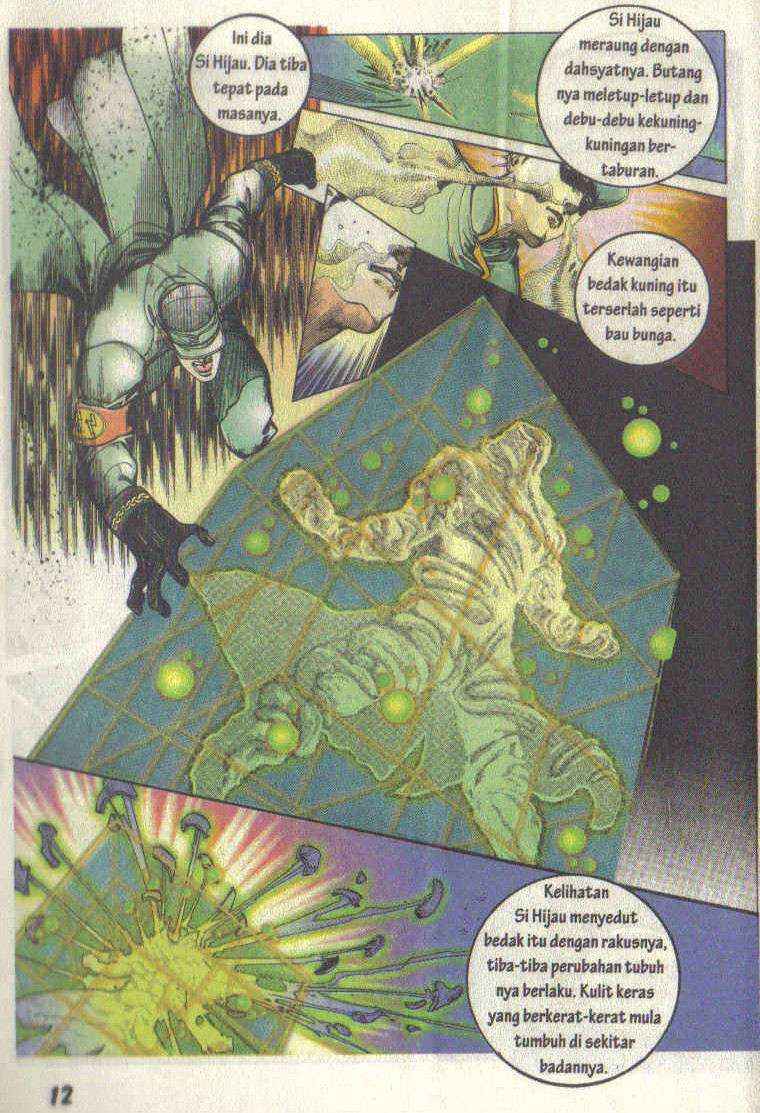 Ini dia
Si Hijau. Dia tiba
tepat pada
masanya.
Si Hijau
meraung dengan
dahsyatnya. Butang
nya meletup-letup dan
debu-debu kekuning-
kuningan ber-
taburan.
Kewangian
bedak kuning itu
terserlah seperti
bau bunga.
Kelihatan
Si Hijau menyedut
bedak itu dengan rakusnya,
tiba-tiba perubahan tubuh
nya berlaku. Kulit keras
yang berkerat-kerat mula
tumbuh di sekitar
badannya.
12